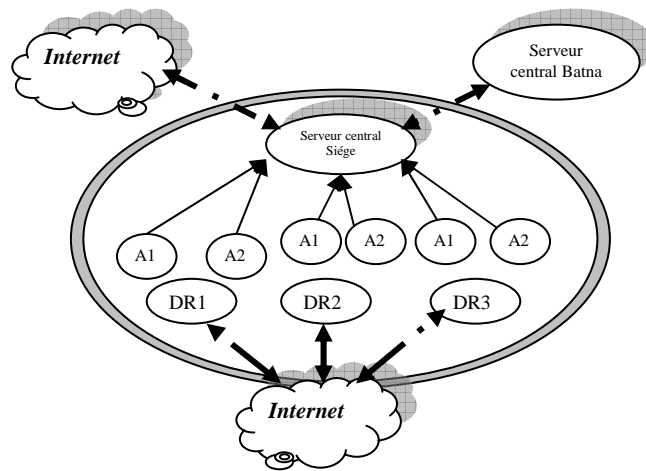 Internet
Serveur
central Batna
Serveur central
Siége
A1
A2
A1
A2
A1
A2
DR1
DR2
DR3
Internet